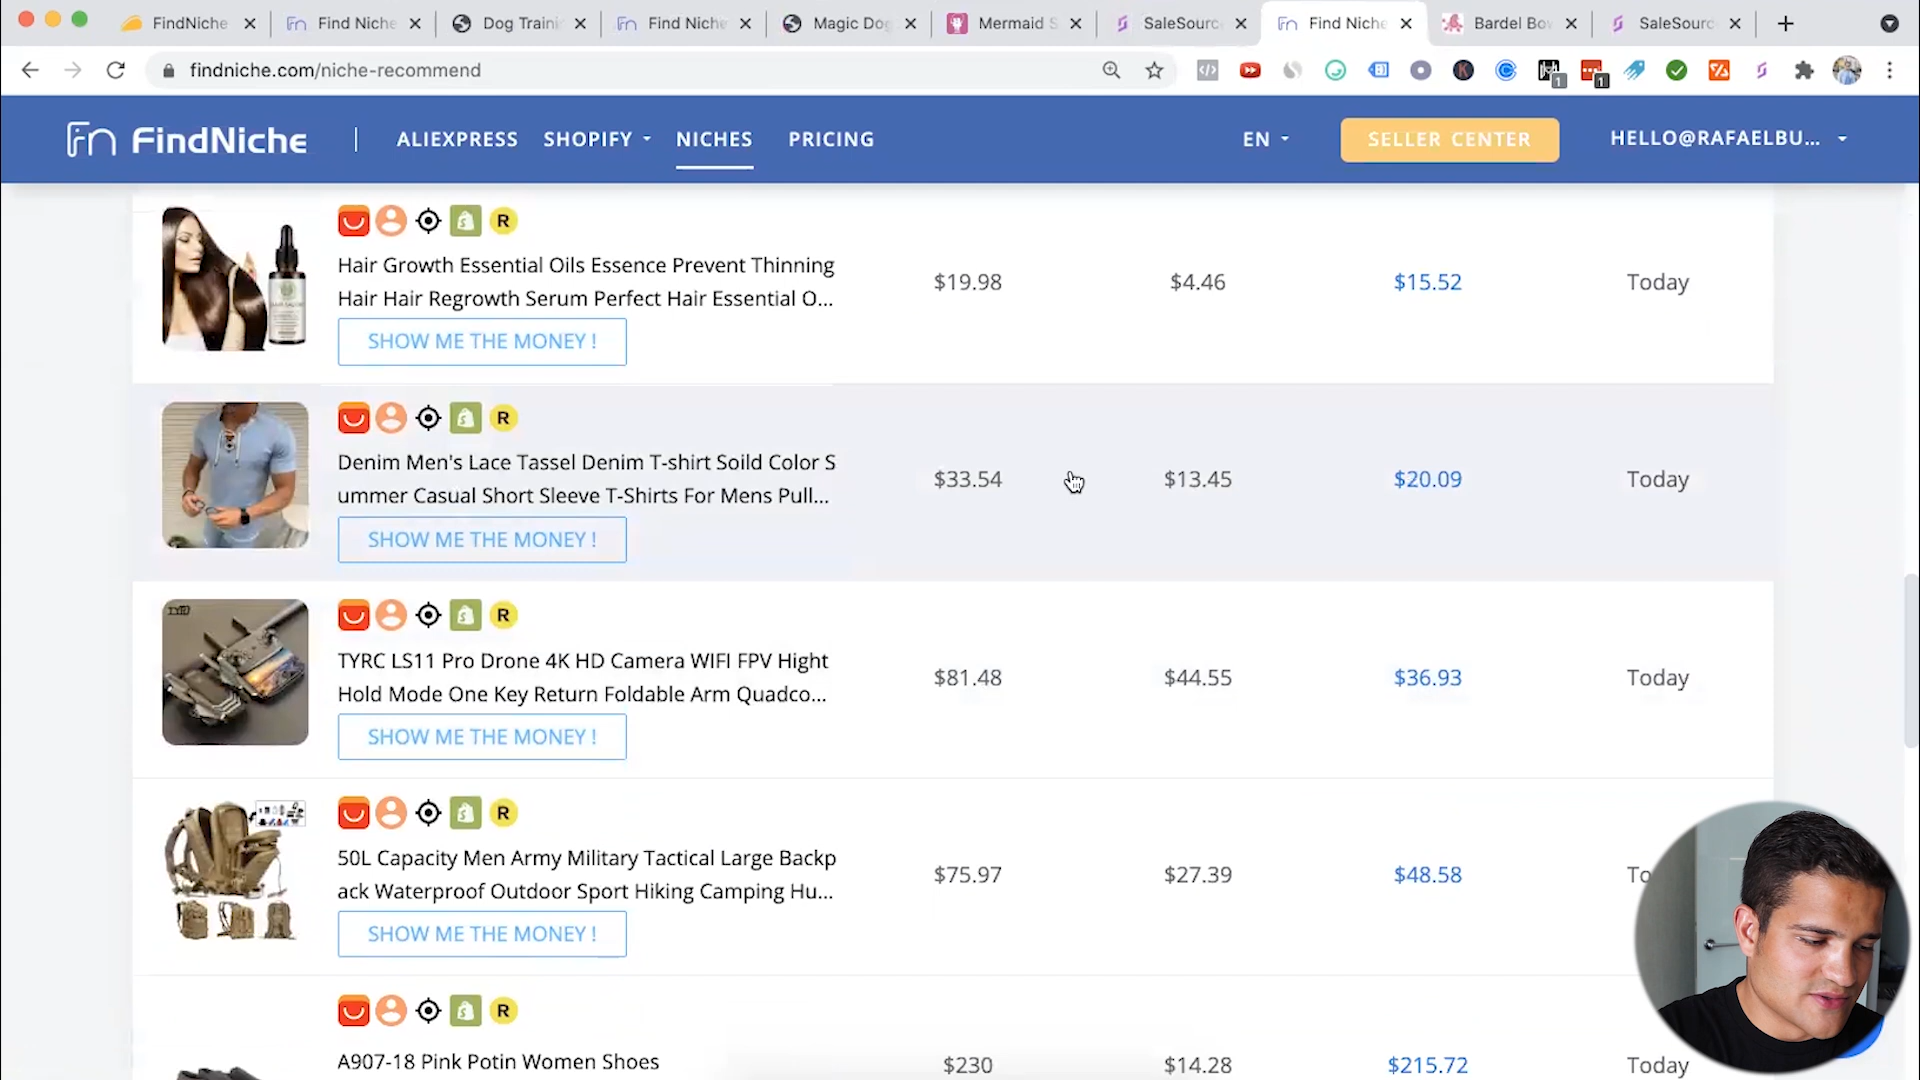 FindNiche
Find Niche
Dog Traini
Find Niche
Magic Dog
Mermaid S
SaleSourc
Find Niche
Bardel Bow
SaleSourc
findniche.com/niche-recommend
1
1
fn FindNiche
ALIEXPRESS
SHOPIFY
NICHES
PRICING
EN
SELLER CENTER
HELLO@RAFAELBU...
R
Hair Growth Essential Oils Essence Prevent Thinning
Hair Hair Regrowth Serum Perfect Hair Essential O...
$19.98
$4.46
$15.52
Today
SHOW ME THE MONEY !
R
Denim Men's Lace Tassel Denim T-shirt Soild Color S
ummer Casual Short Sleeve T-Shirts For Mens Pull...
$33.54
$13.45
$20.09
Today
SHOW ME THE MONEY !
R
TYRC LS11 Pro Drone 4K HD Camera WIFI FPV Hight
Hold Mode One Key Return Foldable Arm Quadco...
$81.48
$44.55
$36.93
Today
SHOW ME THE MONEY !
R
50L Capacity Men Army Military Tactical Large Backp
ack Waterproof Outdoor Sport Hiking Camping Hu...
$75.97
$27.39
$48.58
To
SHOW ME THE MONEY !
R
A907-18 Pink Potin Women Shoes
$230
$14.28
$215.72
Today